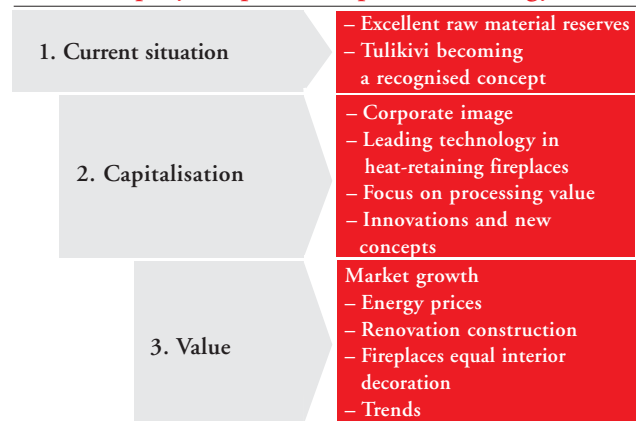 1. Current situation
– Excellent raw material reserves
– Tulikivi becoming
a recognised concept
2. Capitalisation
– Corporate image
– Leading technology in
heat-retaining fireplaces
– Focus on processing value
– Innovations and new
concepts
3. Value
Market growth
– Energy prices
– Renovation construction
– Fireplaces equal interior
decoration
– Trends